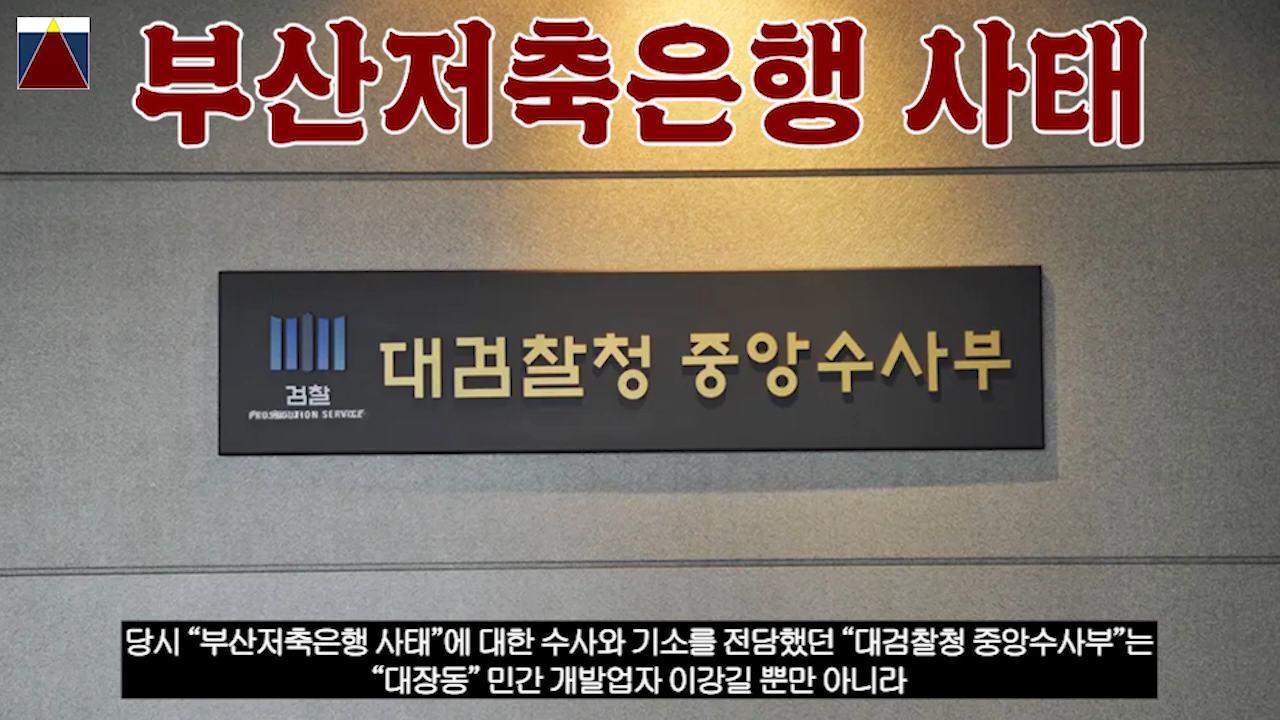 부산저축은행 사태
대검찰청 중앙수사부
검찰
PROSECUTION SERVICE
당시 “부산저축은행 사태”에 대한 수사와 기소를 전담했던 “대검찰청 중앙수사부”는
“대장동” 민간 개발업자 이강길 뿐만 아니라